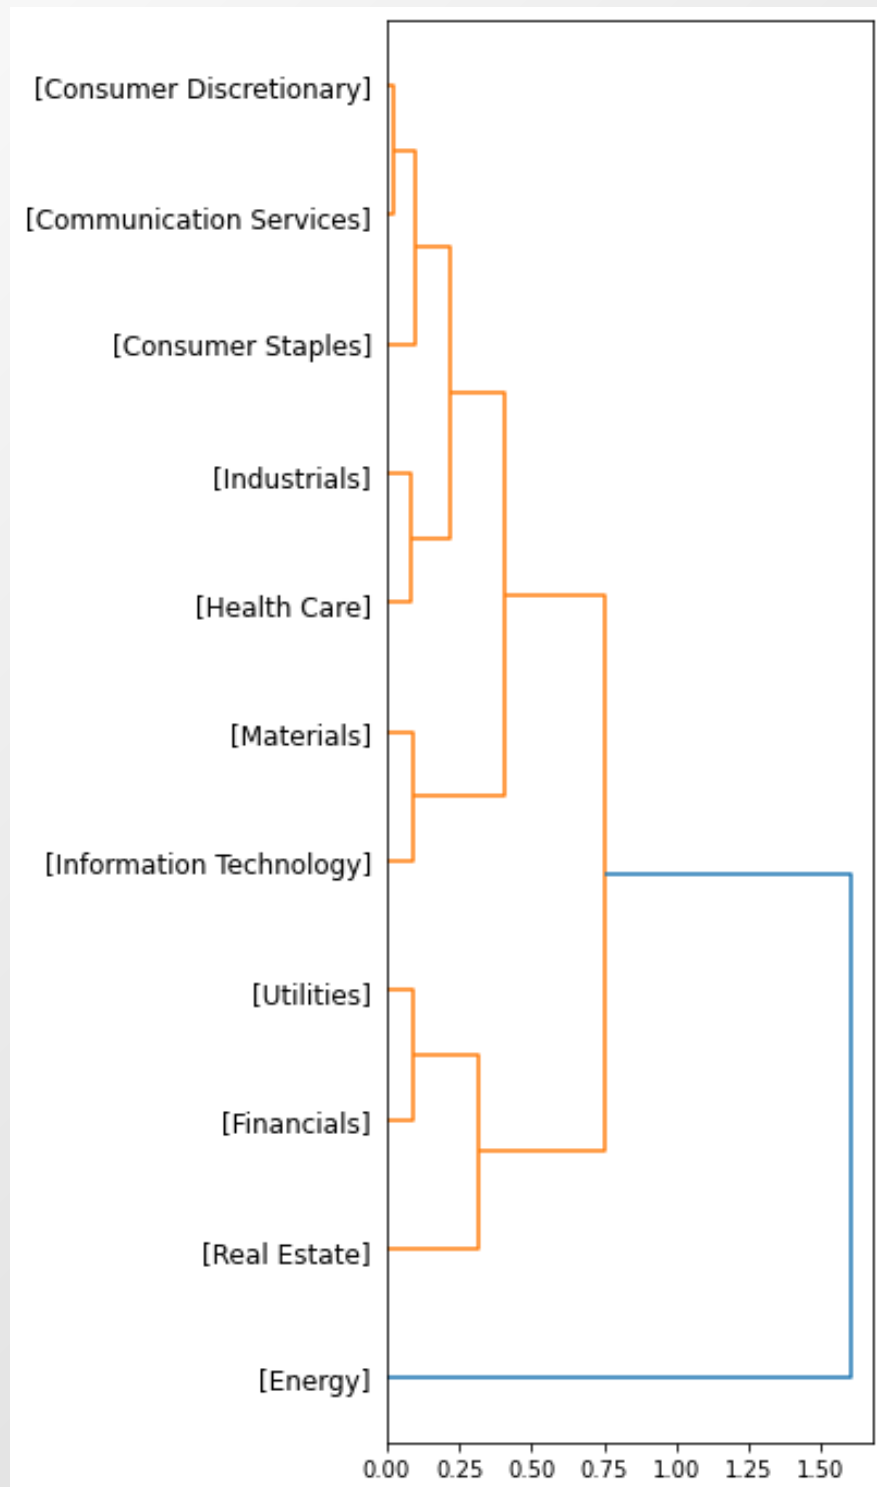 [Consumer Discretionary]
[Communication Services]
[Consumer Staples]
[Industrials]
[Health Care]
[Materials]
[Information Technology]
[Utilities]
[Financials]
[Real Estate]
[Energy]
0.00 0.25 0.50 0.75 1.00 1.25 1.50